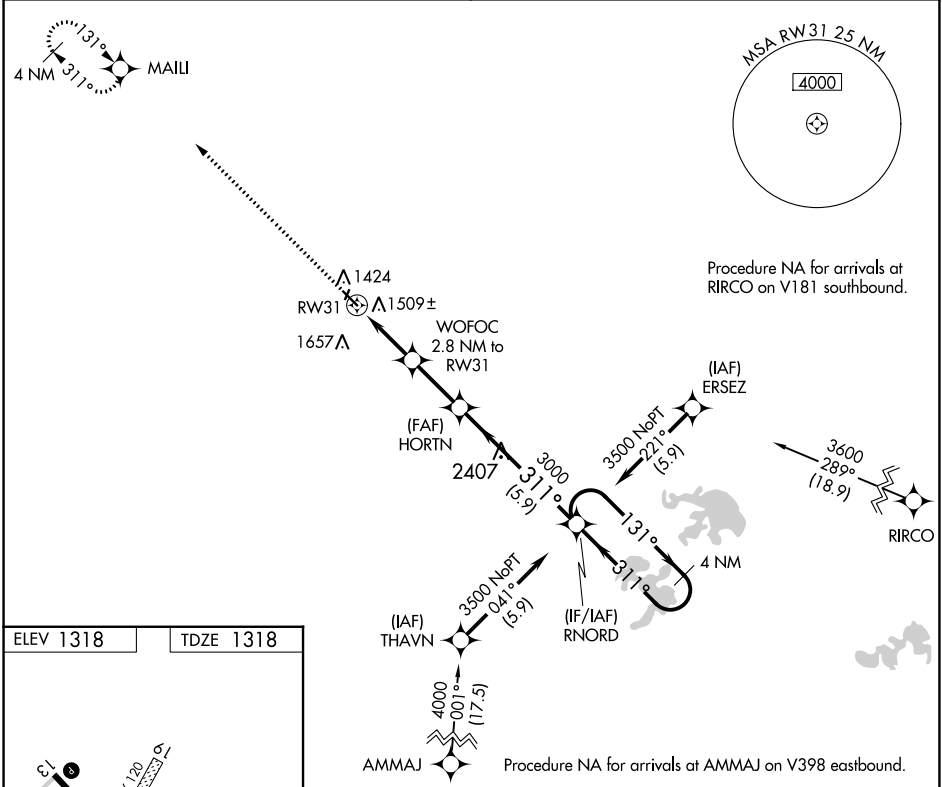 131°
4 NM
311°
MAILI
MSA RW31 25 NM
4000
Procedure NA for arrivals at
RIRCO on V181 southbound.
1424
RW31
1509±
1657
WOFOC
2.8 NM to
RW31
(IAF)
ERSEZ
(FAF)
HORTN
3500 NoPT
221°
(5.9)
3600
289°
(18.9)
RIRCO
2407
3000
311°
(5.9)
131°
4 NM
311°
(IF/IAF)
RNORD
3500 NoPT
041°
(5.9)
(IAF)
THAVN
4000
001°
(17.5)
AMMAJ
Procedure NA for arrivals at AMMAJ on V398 eastbound.
ELEV 1318
TDZE 1318
13
P
120
19